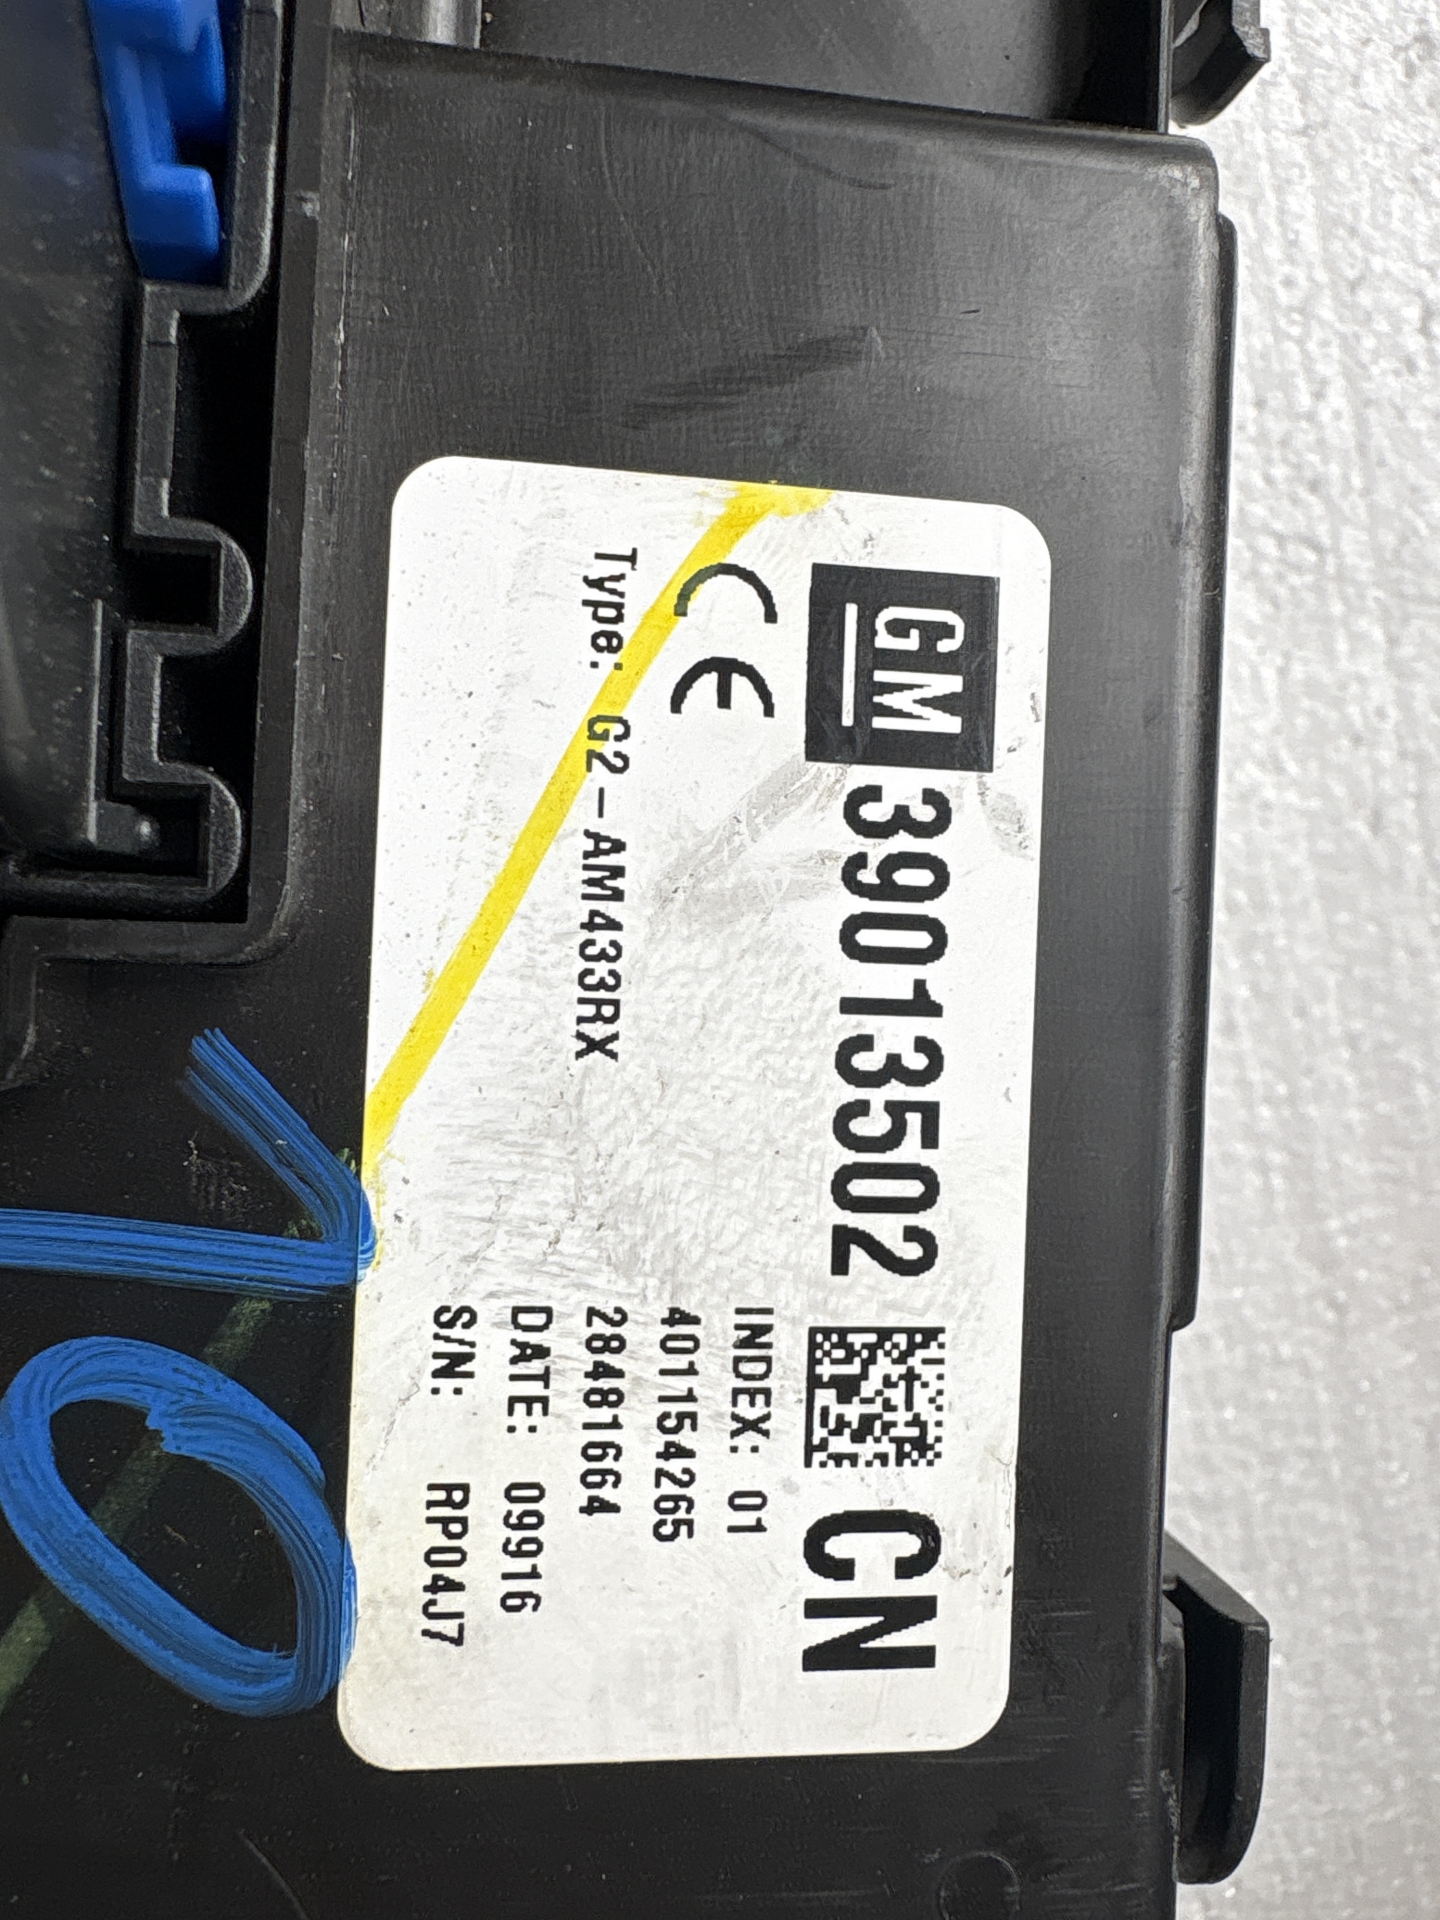 GM 39013502 CN
CE
Type: G2-AM433RX
INDEX: 01
401154265
28481664
DATE: 09916
S/N: RP04J7